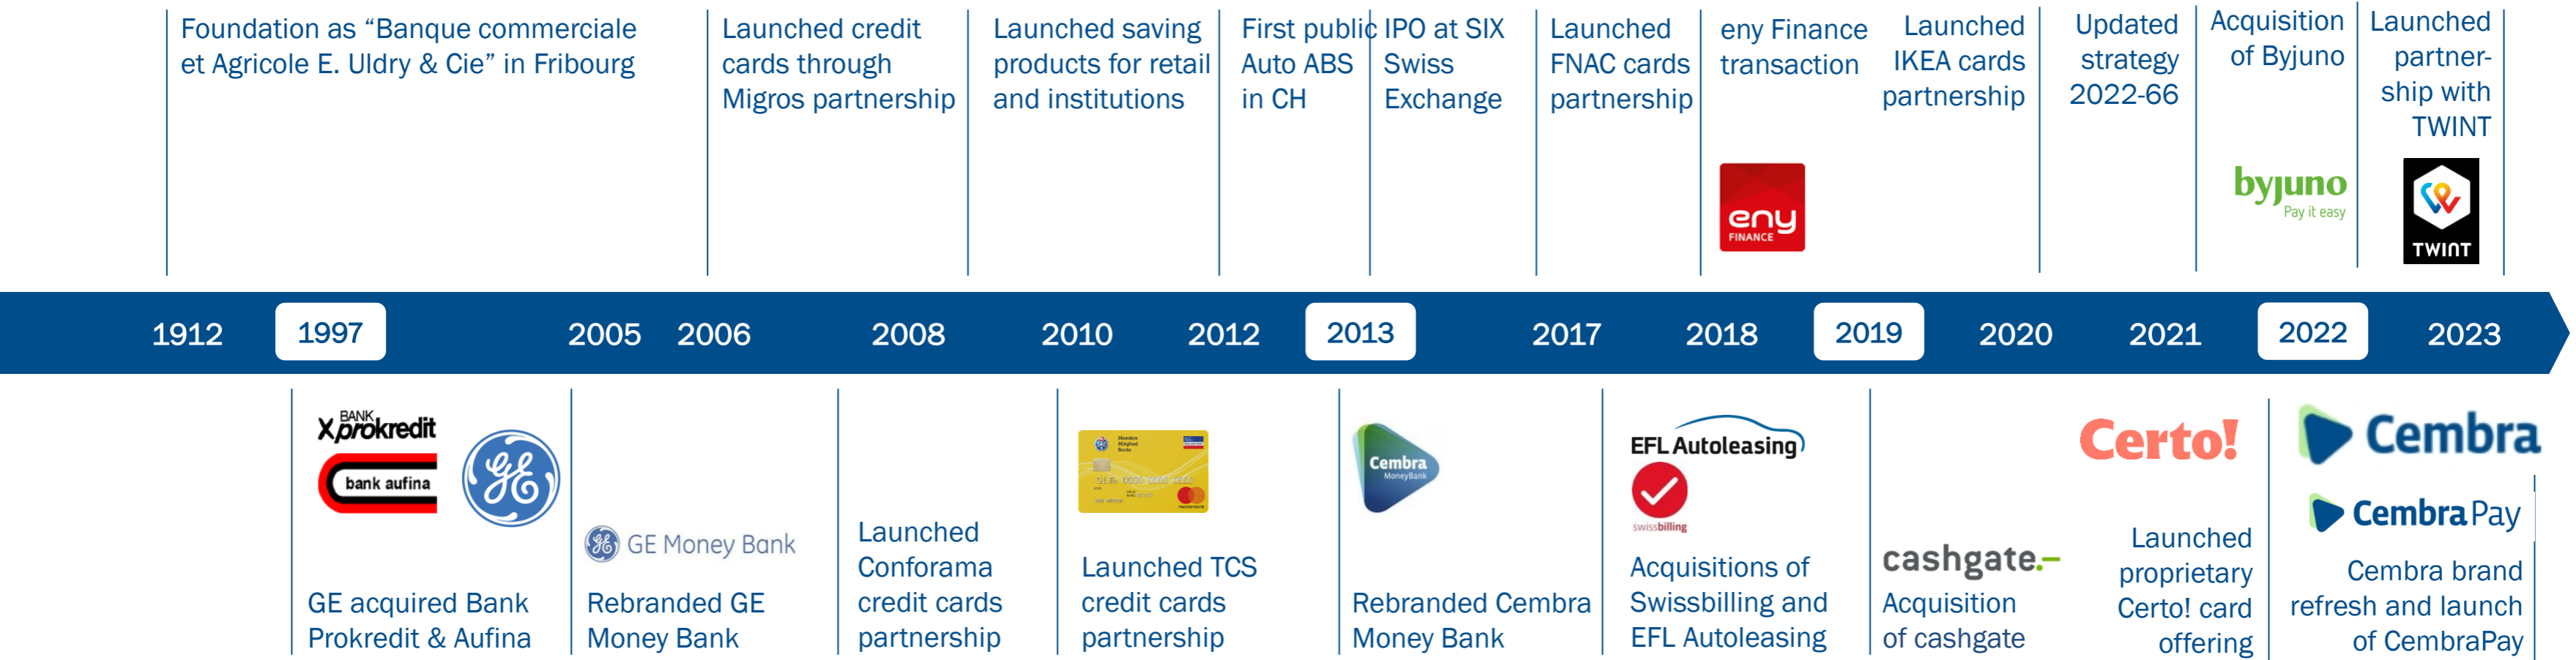 Foundation as “Banque commerciale
et Agricole E. Uldry & Cie” in Fribourg
Launched credit
cards through
Migros partnership
Launched saving
products for retail
and institutions
First public
Auto ABS
in CH
IPO at SIX
Swiss
Exchange
Launched
FNAC cards
partnership
eny Finance
transaction
eny
FINANCE
Launched
IKEA cards
partnership
Updated
strategy
2022-66
Acquisition
of Byjuno
byjuno
Pay it easy
Launched
partner-
ship with
TWINT
TWINT
1912
1997
2005
2006
2008
2010
2012
2013
2017
2018
2019
2020
2021
2022
2023
BANK
prokredit
bank aufina
GE
GE acquired Bank
Prokredit & Aufina
GE Money Bank
Rebranded GE
Money Bank
Launched
Conforama
credit cards
partnership
Launched TCS
credit cards
partnership
Cembra
MoneyBank
Rebranded Cembra
Money Bank
EFL Autoleasing
swissbilling
Acquisitions of
Swissbilling and
EFL Autoleasing
cashgate.–
Acquisition
of cashgate
Certo!
Launched
proprietary
Certo! card
offering
Cembra
CembraPay
Cembra brand
refresh and launch
of CembraPay